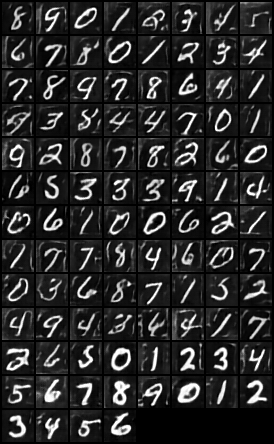 8 9 0 1 2 3 4 5
6 7 8 0 1 2 3 4
7 8 9 7 8 6 4 1
9 3 5 4 4 7 0 1
9 2 8 7 8 2 6 0
6 5 3 3 3 9 1 4
0 6 1 0 0 6 2 1
1 7 7 8 4 6 0 7
0 3 6 8 7 1 5 2
4 9 4 3 6 4 1 7
2 6 5 0 1 2 3 4
5 6 7 8 9 0 1 2
3 4 5 6